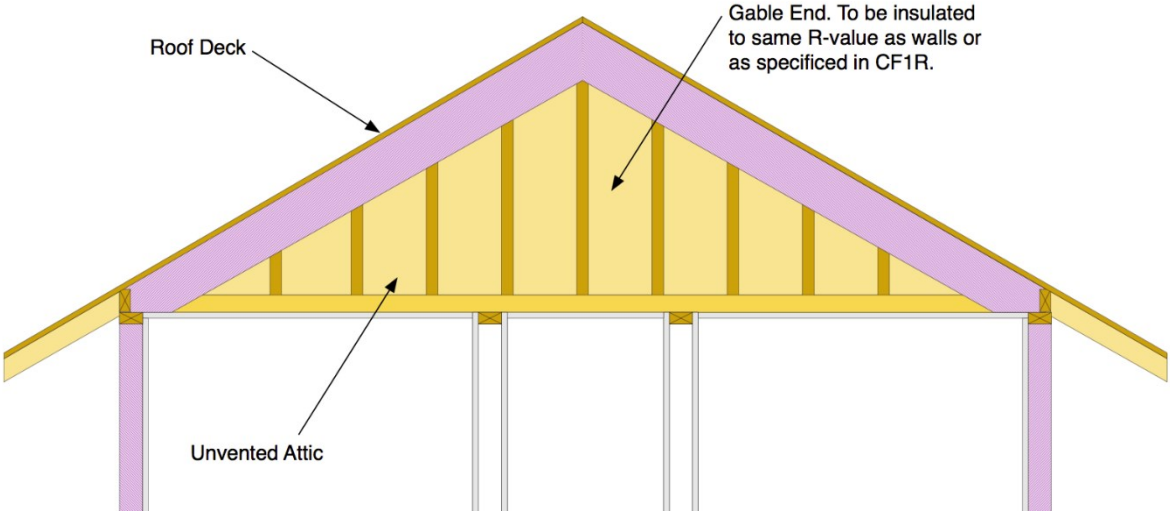 Gable End. To be insulated
to same R-value as walls or
as specificed in CF1R.
Roof Deck
Unvented Attic